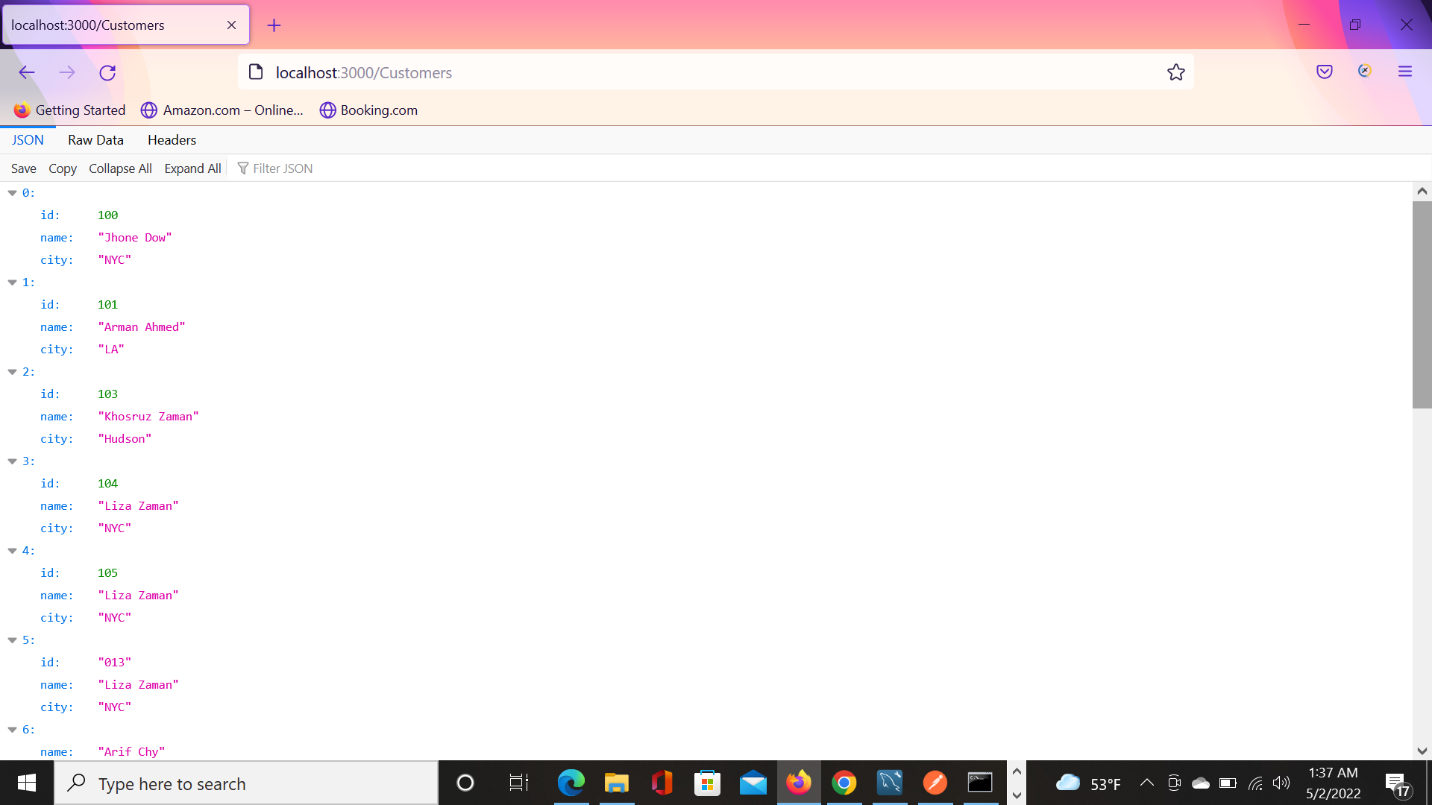 localhost:3000/Customers
localhost:3000/Customers
Getting Started Amazon.com – Online... Booking.com
JSON Raw Data Headers
Save Copy Collapse All Expand All Filter JSON
0:
id: 100
name: "Jhone Dow"
city: "NYC"
1:
id: 101
name: "Arman Ahmed"
city: "LA"
2:
id: 103
name: "Khosruz Zaman"
city: "Hudson"
3:
id: 104
name: "Liza Zaman"
city: "NYC"
4:
id: 105
name: "Liza Zaman"
city: "NYC"
5:
id: "013"
name: "Liza Zaman"
city: "NYC"
6:
name: "Arif Chy"
Type here to search 53°F 1:37 AM
5/2/2022 17